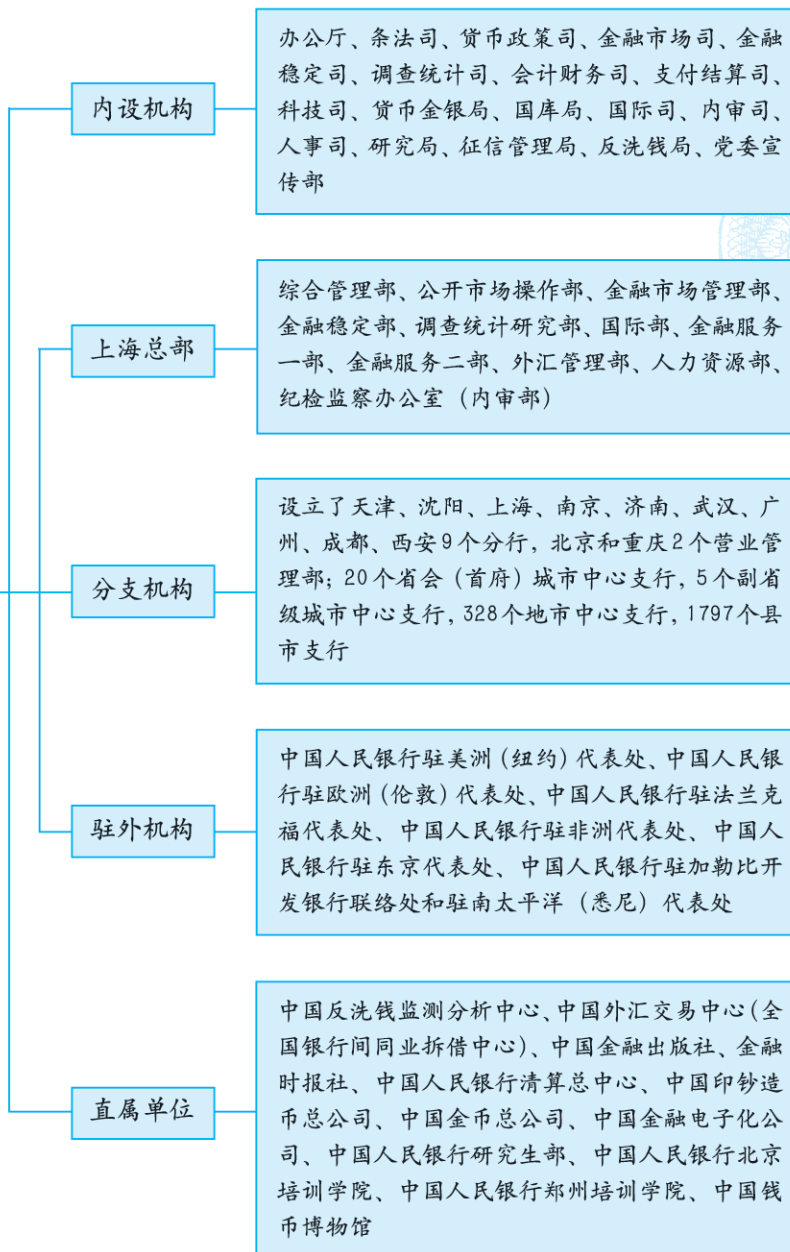 内设机构
办公厅、条法司、货币政策司、金融市场司、金融
稳定司、调查统计司、会计财务司、支付结算司、
科技司、货币金银局、国库局、国际司、内审司、
人事司、研究局、征信管理局、反洗钱局、党委宣
传部
上海总部
综合管理部、公开市场操作部、金融市场管理部、
金融稳定部、调查统计研究部、国际部、金融服务
一部、金融服务二部、外汇管理部、人力资源部、
纪检监察办公室（内审部）
分支机构
设立了天津、沈阳、上海、南京、济南、武汉、广
州、成都、西安9个分行，北京和重庆2个营业管
理部；20个省会（首府）城市中心支行，5个副省
级城市中心支行，328个地市中心支行，1797个县
市支行
驻外机构
中国人民银行驻美洲（纽约）代表处、中国人民银
行驻欧洲（伦敦）代表处、中国人民银行驻法兰克
福代表处、中国人民银行驻非洲代表处、中国人
民银行驻东京代表处、中国人民银行驻加勒比开
发银行联络处和驻南太平洋（悉尼）代表处
直属单位
中国反洗钱监测分析中心、中国外汇交易中心（全
国银行间同业拆借中心）、中国金融出版社、金融
时报社、中国人民银行清算总中心、中国印钞造
币总公司、中国金币总公司、中国金融电子化公
司、中国人民银行研究生部、中国人民银行北京
培训学院、中国人民银行郑州培训学院、中国钱
币博物馆